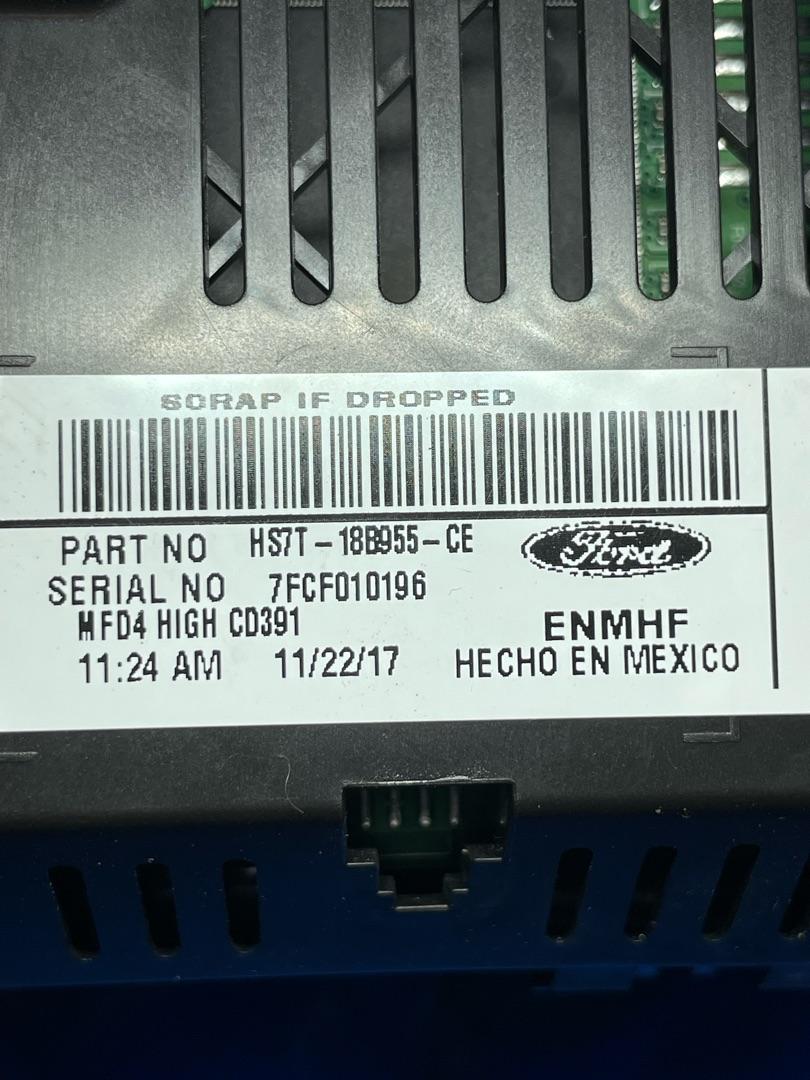 SCRAP IF DROPPED
PART NO HS7T-18B955-CE
Ford
SERIAL NO 7FCF010196
MFD4 HIGH CD391
ENMHF
11:24 AM 11/22/17
HECHO EN MEXICO